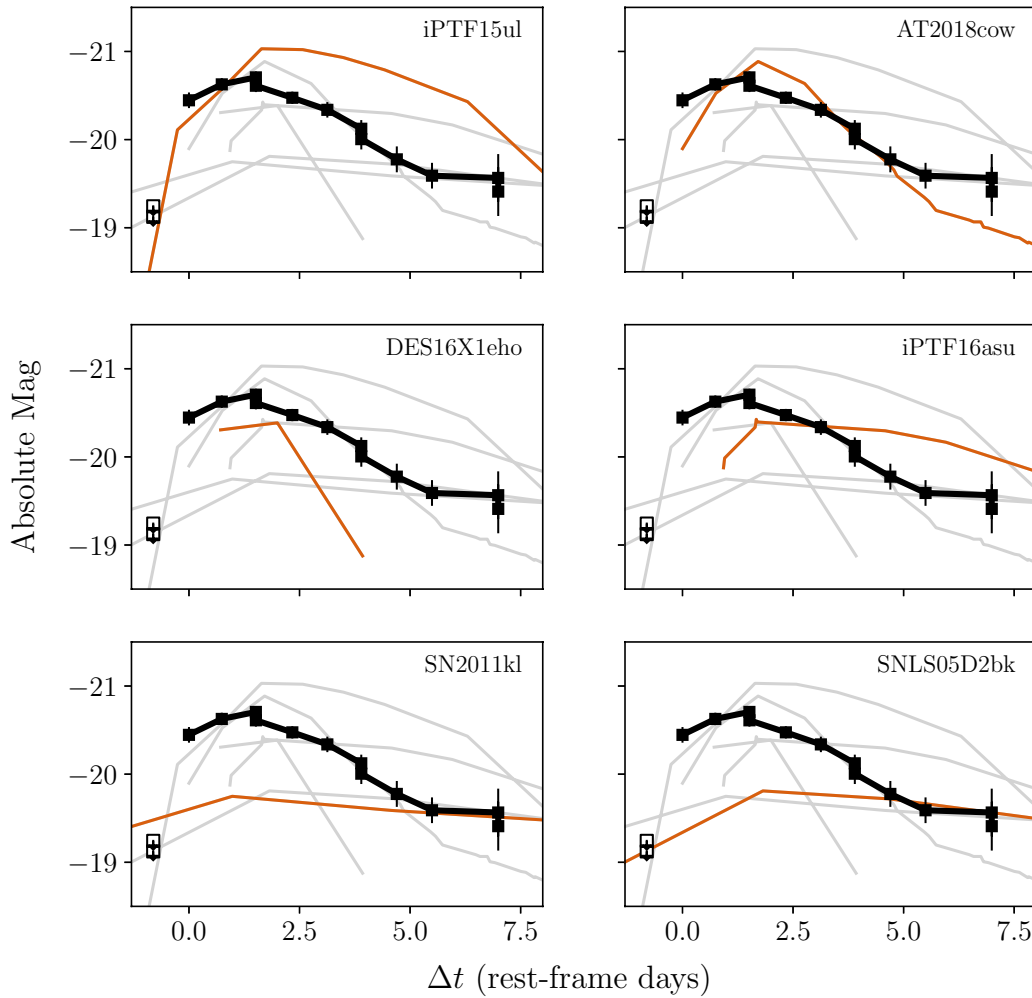 iPTF15ul
AT2018cow
−21
−20
−19
DES16X1eho
iPTF16asu
−21
−20
−19
Absolute Mag
SN2011kl
SNLS05D2bk
−21
−20
−19
0.0 2.5 5.0 7.5 0.0 2.5 5.0 7.5
Δt (rest-frame days)